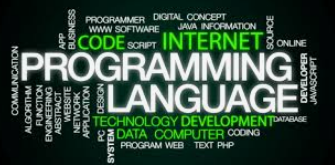 PROGRAMMER DIGITAL CONCEPT
WWW SOFTWARE JAVA INFORMATION
APP
BUSINESS
CODE SCRIPT INTERNET
SOURCE
ONLINE
PROGRAMMING
LANGUAGE
COMMUNICATION
ALGORITHM
FUNCTION
ENGINEERING
ABSTRACT
WEBSITE
NETWORK
APPLICATION
PC
SYSTEM
DESIGN
DEVELOPER
JAVASCRIPT
TECHNOLOGY DEVELOPMENT DATABASE
DATA COMPUTER CODING
PROGRAM WEB TEXT PHP